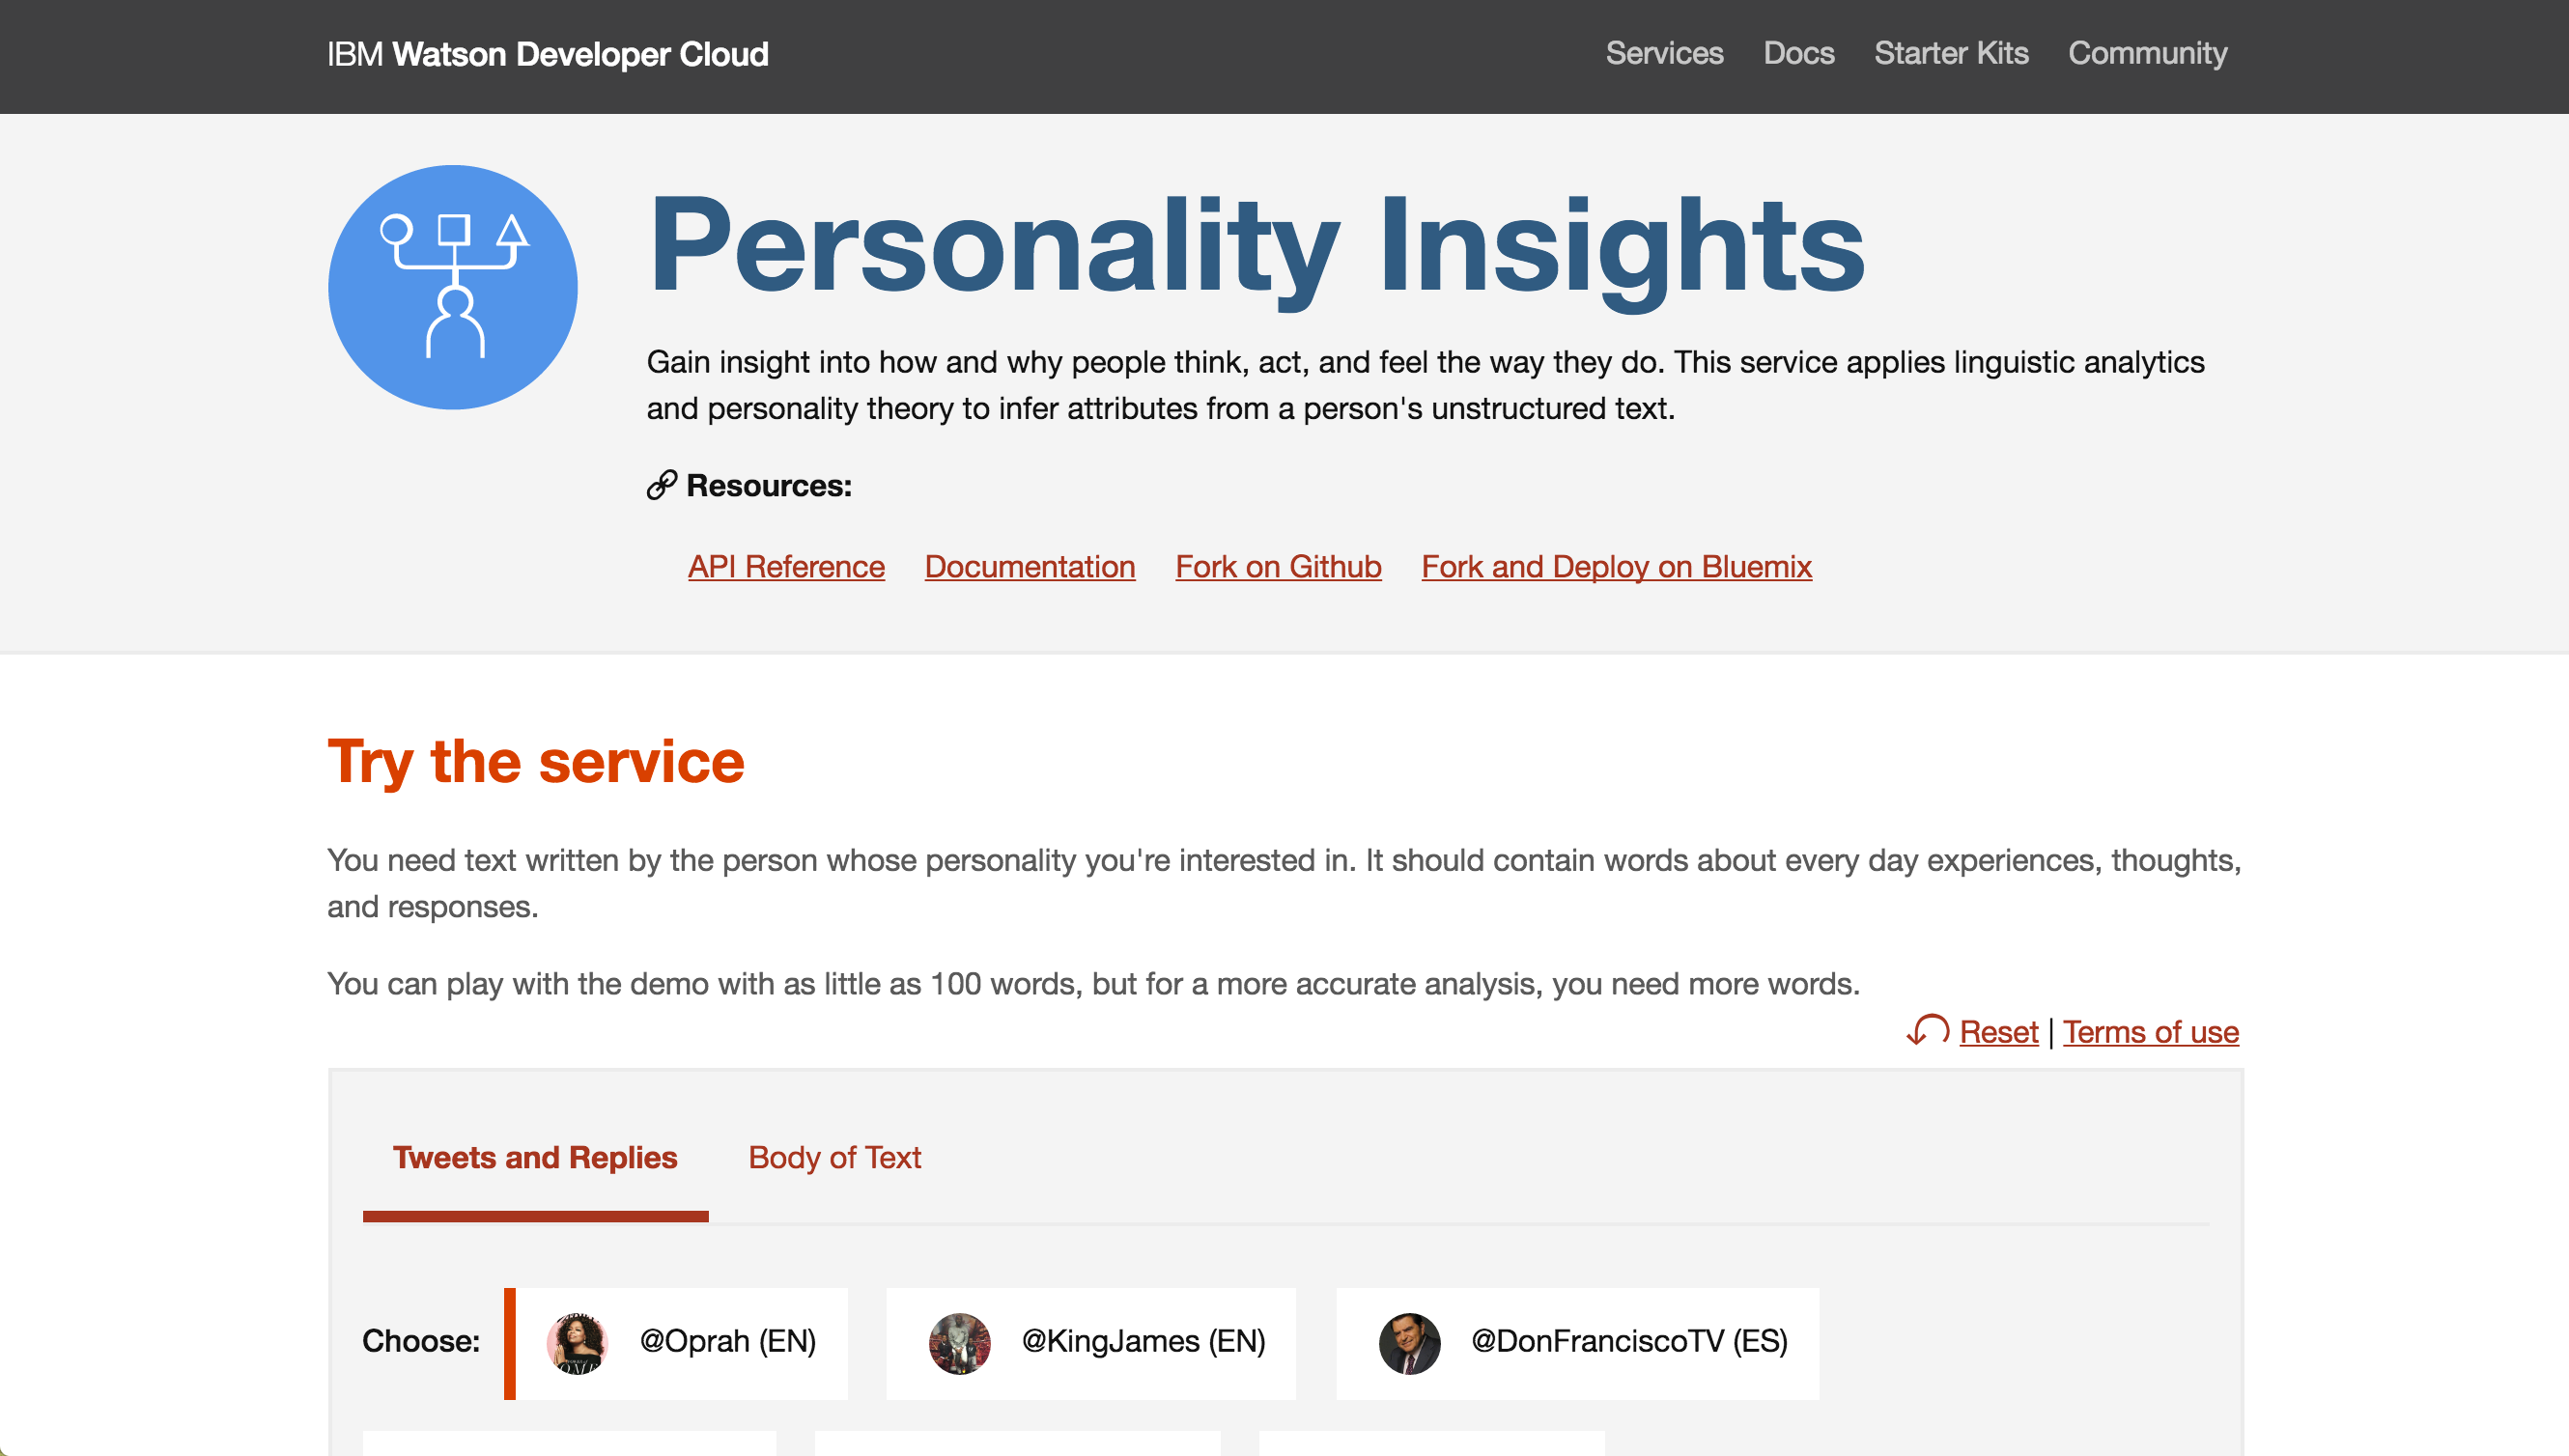 IBM Watson Developer Cloud
Services Docs Starter Kits Community
Personality Insights
Gain insight into how and why people think, act, and feel the way they do. This service applies linguistic analytics
and personality theory to infer attributes from a person's unstructured text.
Resources:
API Reference Documentation Fork on Github Fork and Deploy on Bluemix
Try the service
You need text written by the person whose personality you're interested in. It should contain words about every day experiences, thoughts,
and responses.
You can play with the demo with as little as 100 words, but for a more accurate analysis, you need more words.
Reset | Terms of use
Tweets and Replies Body of Text
Choose: @Oprah (EN) @KingJames (EN) @DonFranciscoTV (ES)